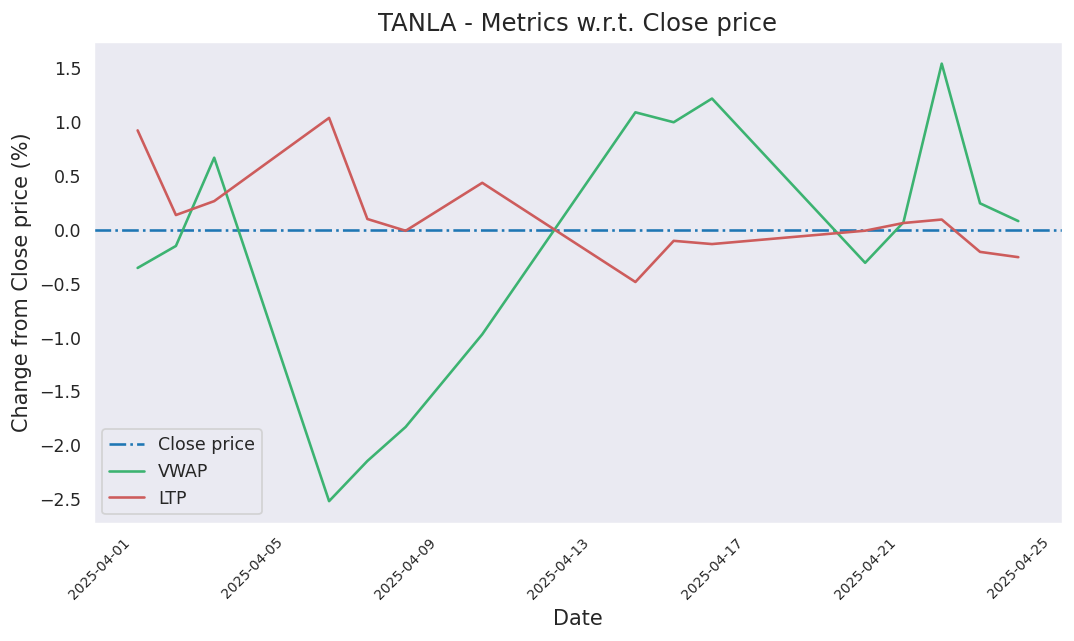 TANLA - Metrics w.r.t. Close price
Change from Close price (%)
1.5
1.0
0.5
0.0
−0.5
−1.0
−1.5
−2.0
−2.5
Close price
VWAP
LTP
2025-04-01
2025-04-05
2025-04-09
2025-04-13
2025-04-17
2025-04-21
2025-04-25
Date